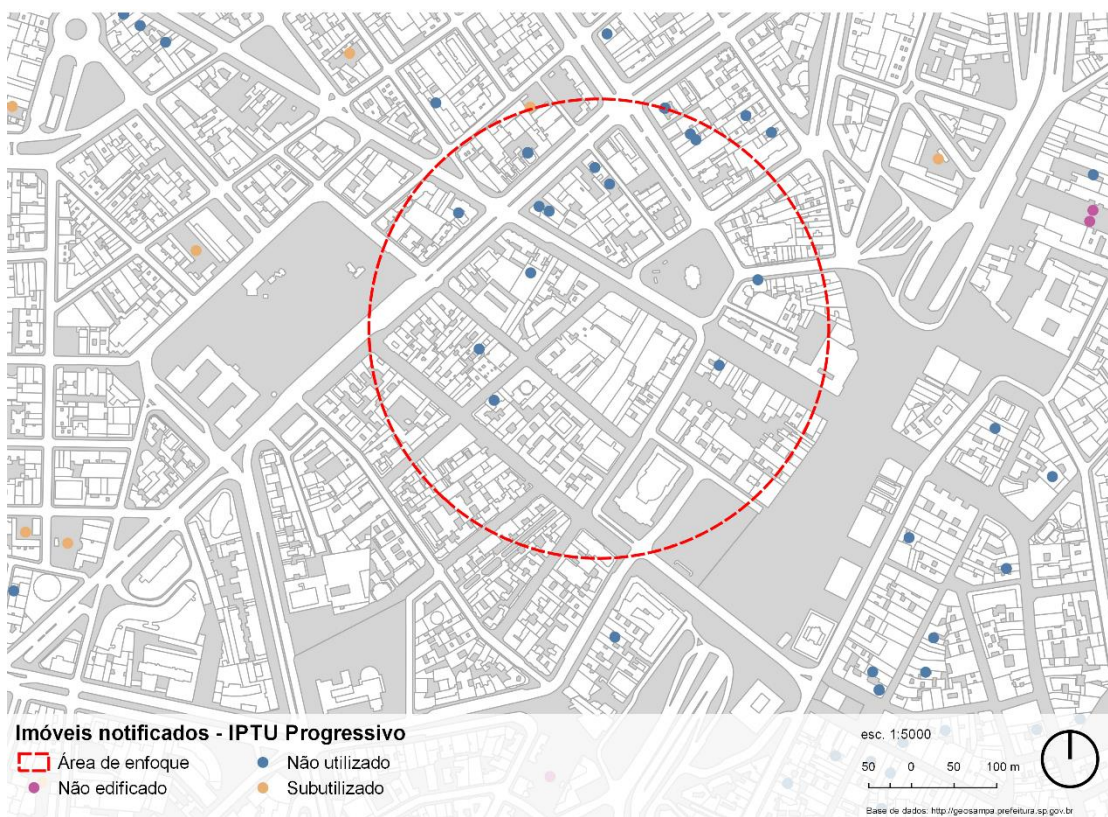 Imóveis notificados - IPTU Progressivo
Área de enfoque
Não utilizado
Não edificado
Subutilizado
esc. 1:5000
50 0 50 100 m
Base de dados: http://geosampa.prefeitura.sp.gov.br